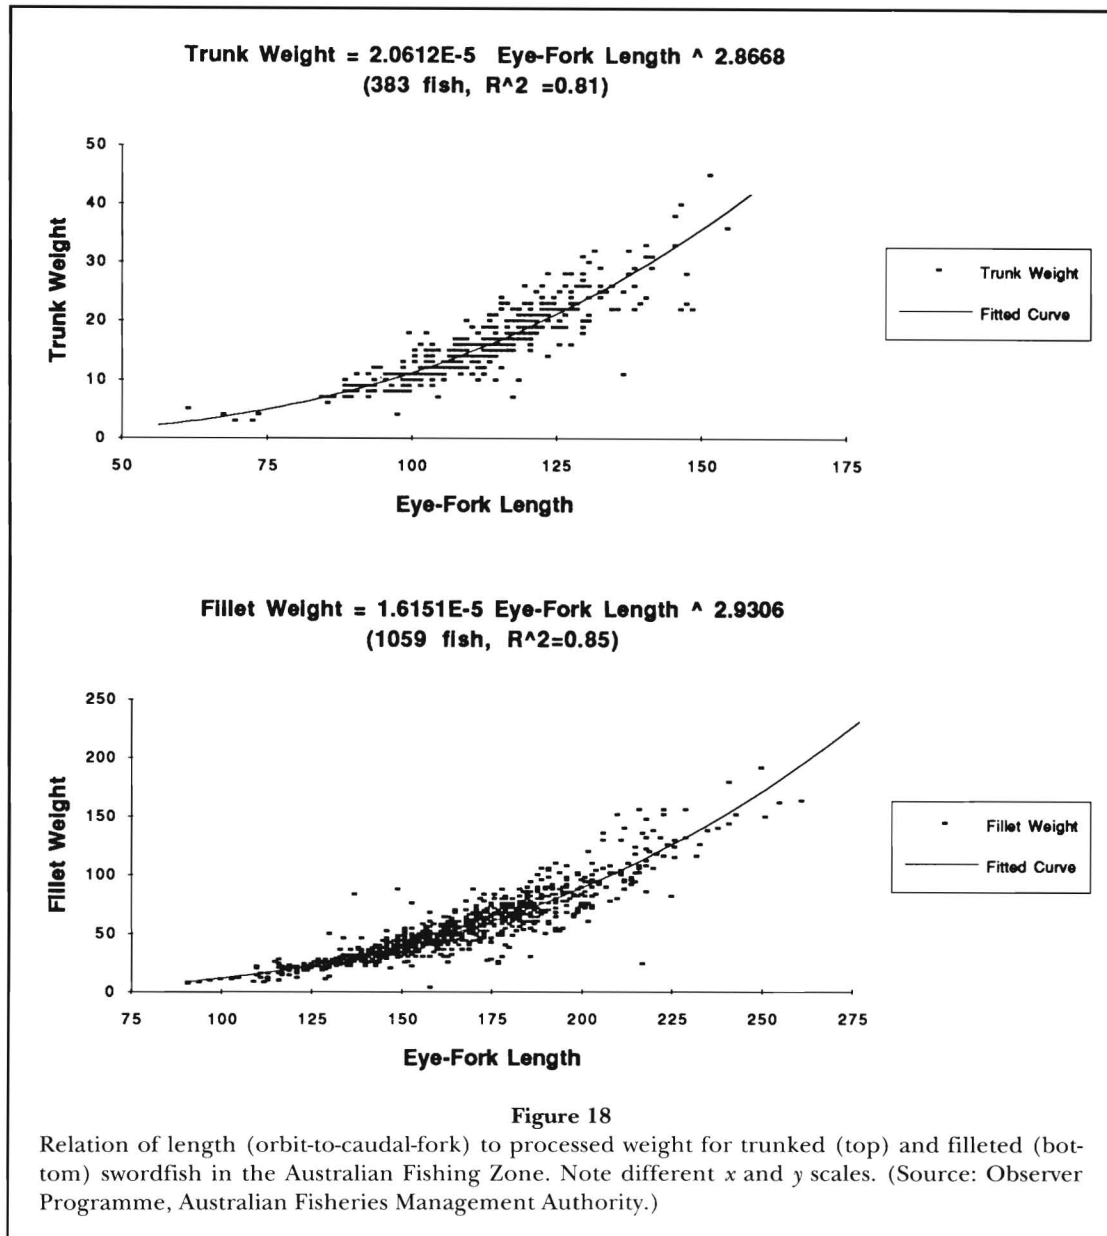 Trunk Weight = 2.0612E-5 Eye-Fork Length ^ 2.8668
(383 fish, R^2 =0.81)
50
40
30
20
10
0
Trunk Weight
50 75 100 125 150 175
Eye-Fork Length
Trunk Weight
Fitted Curve
Fillet Weight = 1.6151E-5 Eye-Fork Length ^ 2.9306
(1059 fish, R^2=0.85)
250
200
150
100
50
0
Fillet Weight
75 100 125 150 175 200 225 250 275
Eye-Fork Length
Fillet Weight
Fitted Curve
Figure 18
Relation of length (orbit-to-caudal-fork) to processed weight for trunked (top) and filleted (bot-
tom) swordfish in the Australian Fishing Zone. Note different x and y scales. (Source: Observer
Programme, Australian Fisheries Management Authority.)